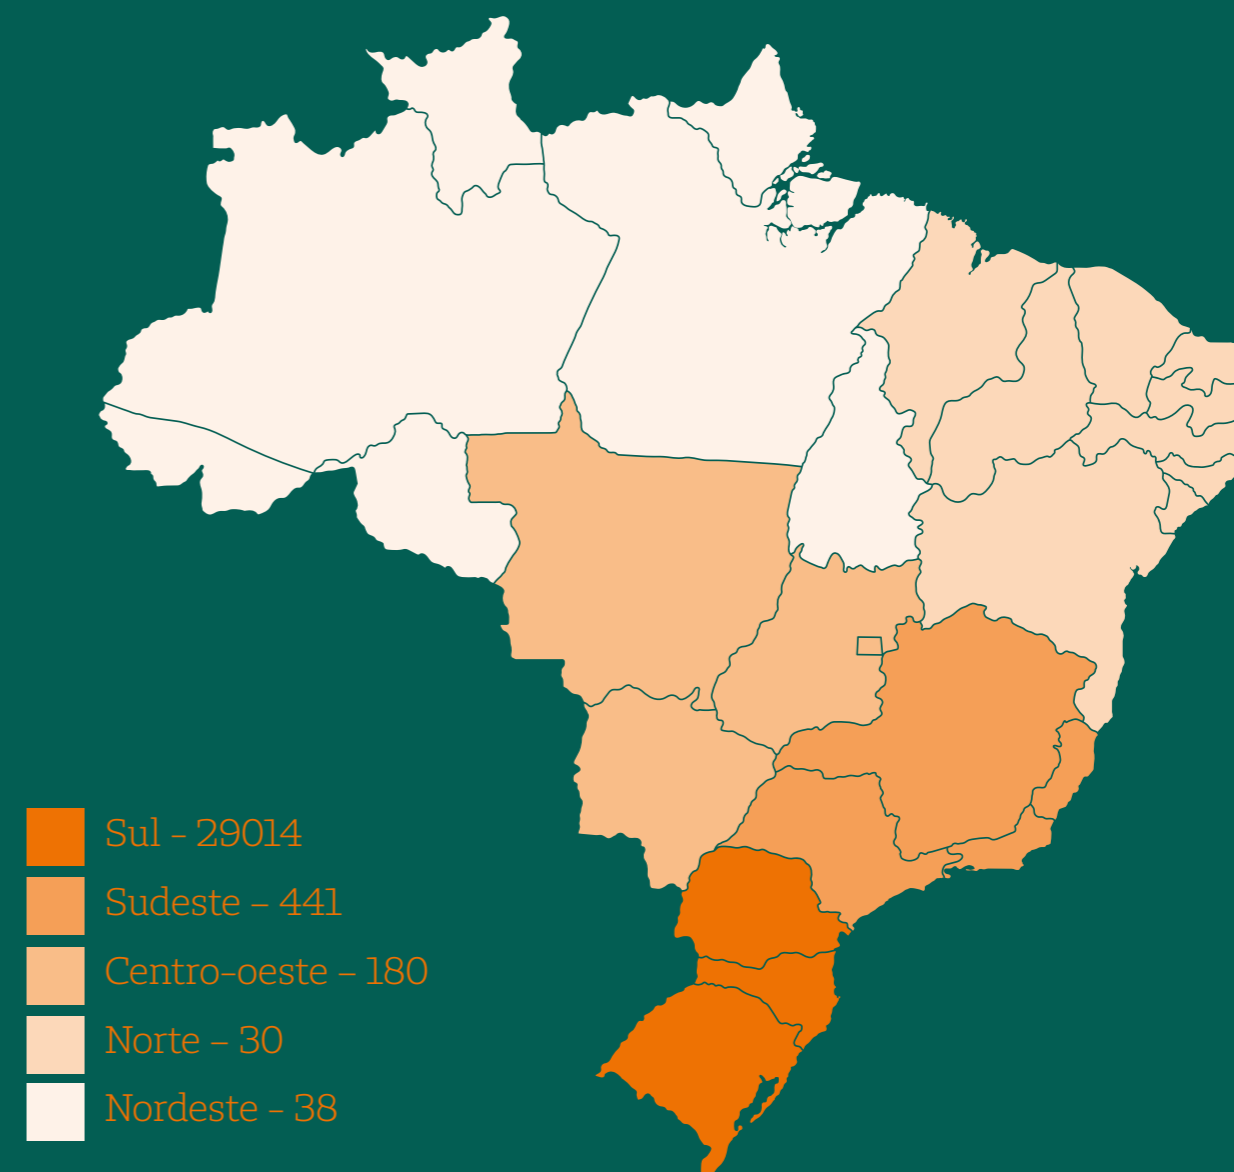 Sul - 29014
Sudeste - 441
Centro-oeste - 180
Norte - 30
Nordeste - 38